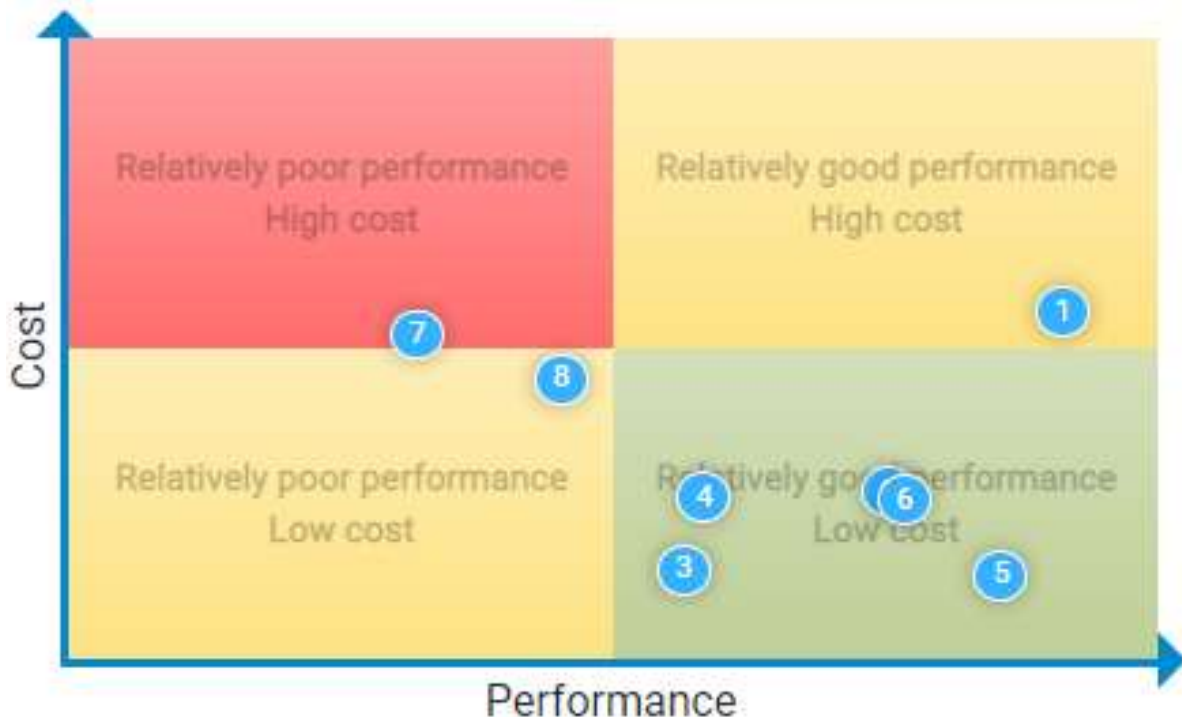 Relatively poor performance
High cost
Relatively good performance
High cost
1
7
8
Cost
Relatively poor performance
Low cost
Relatively good performance
Low cost
4
6
3
5
Performance